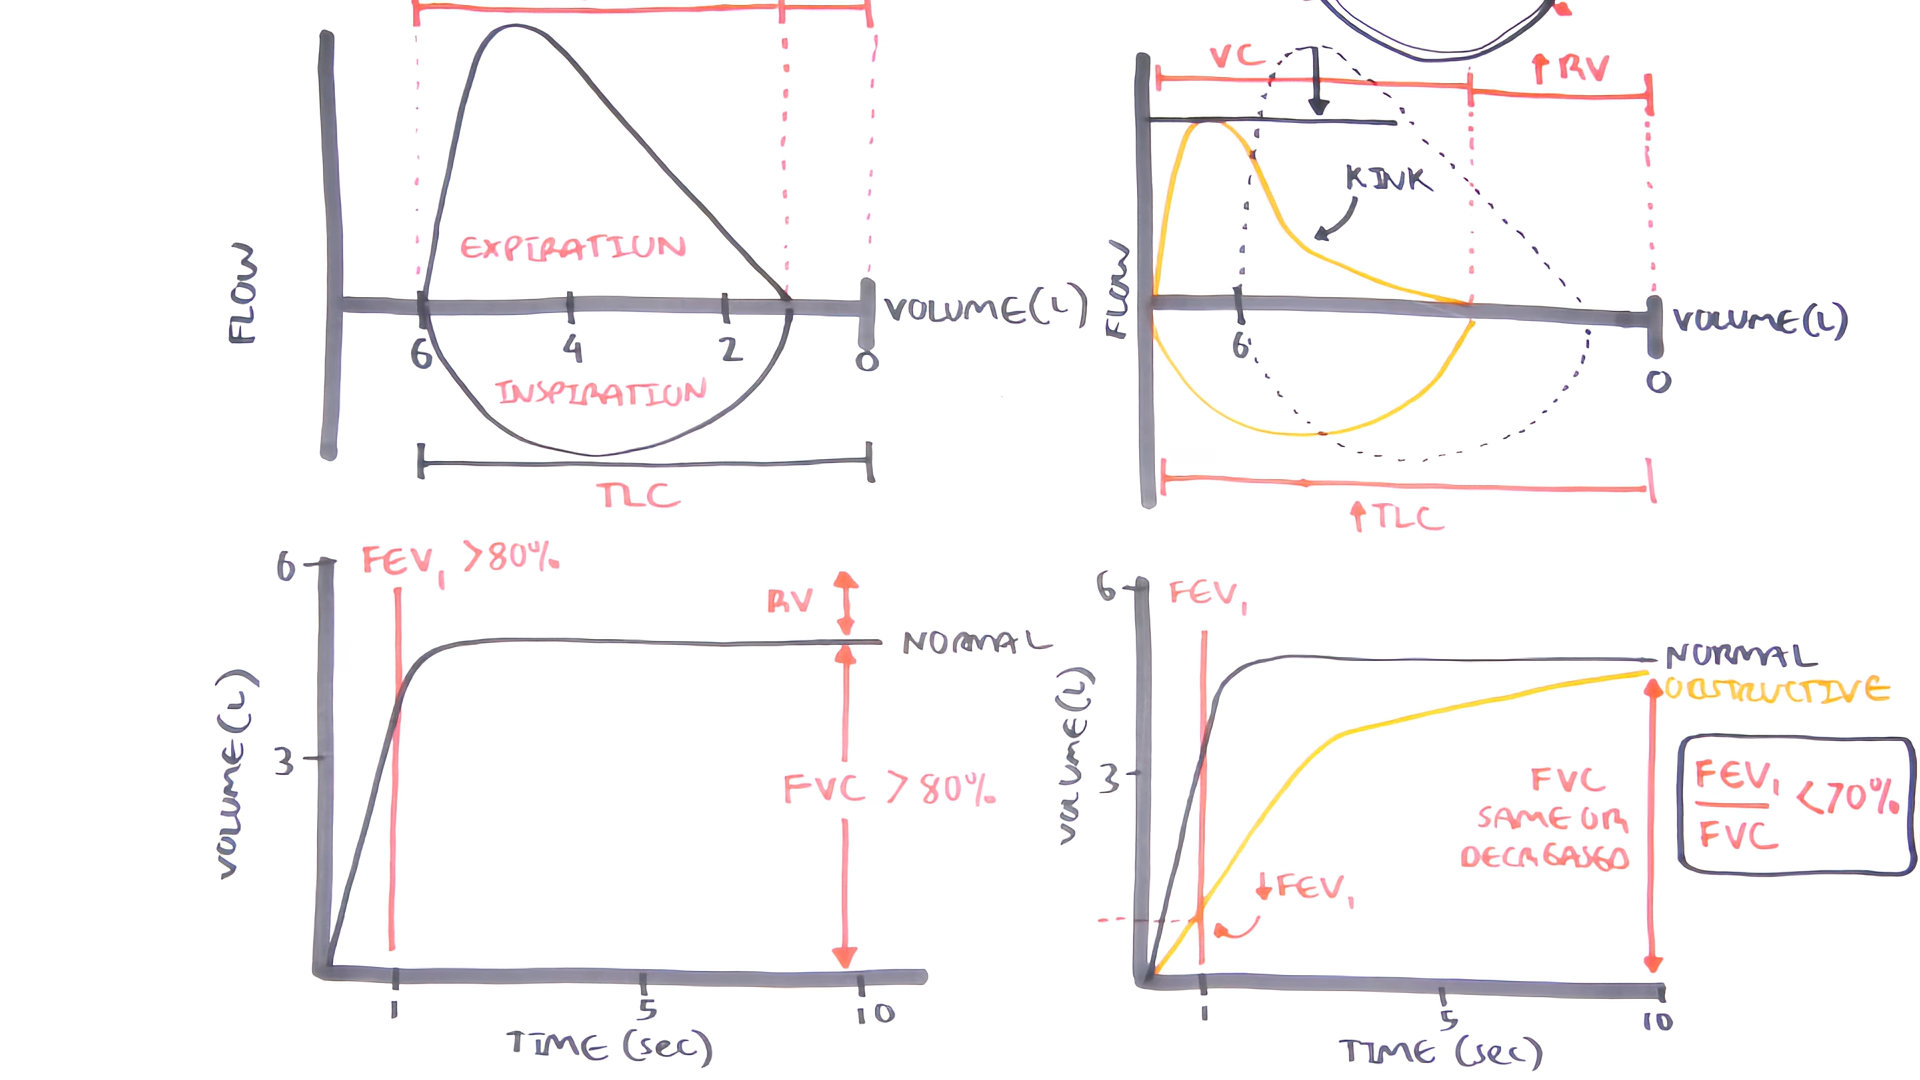 FLOW
EXPIRATION
VOLUME(L)
6
4
2
0
INSPIRATION
TLC
VC
↑RV
KINK
FLOW
VOLUME(L)
6
0
↑TLC
6
FEV₁ >80%
RV
NORMAL
3
VOLUME(L)
FVC >80%
1
5
10
TIME (sec)
6
FEV₁
NORMAL
OBSTRUCTIVE
3
VOLUME(L)
FVC
SAME OR
DECREASED
FEV₁
FVC
<70%
↓FEV₁
1
5
10
TIME (sec)